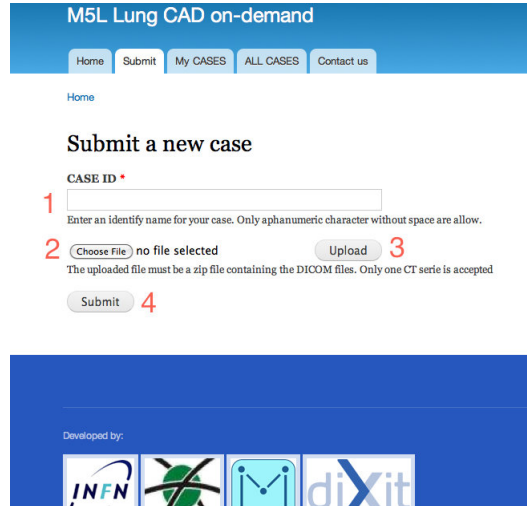 M5L Lung CAD on-demand
Home Submit My CASES ALL CASES Contact us
Home
Submit a new case
CASE ID *
1
Enter an identify name for your case. Only aphanumeric character without space are allow.
2 Choose File no file selected Upload 3
The uploaded file must be a zip file containing the DICOM files. Only one CT serie is accepted
Submit 4
Developed by:
INFN diXit